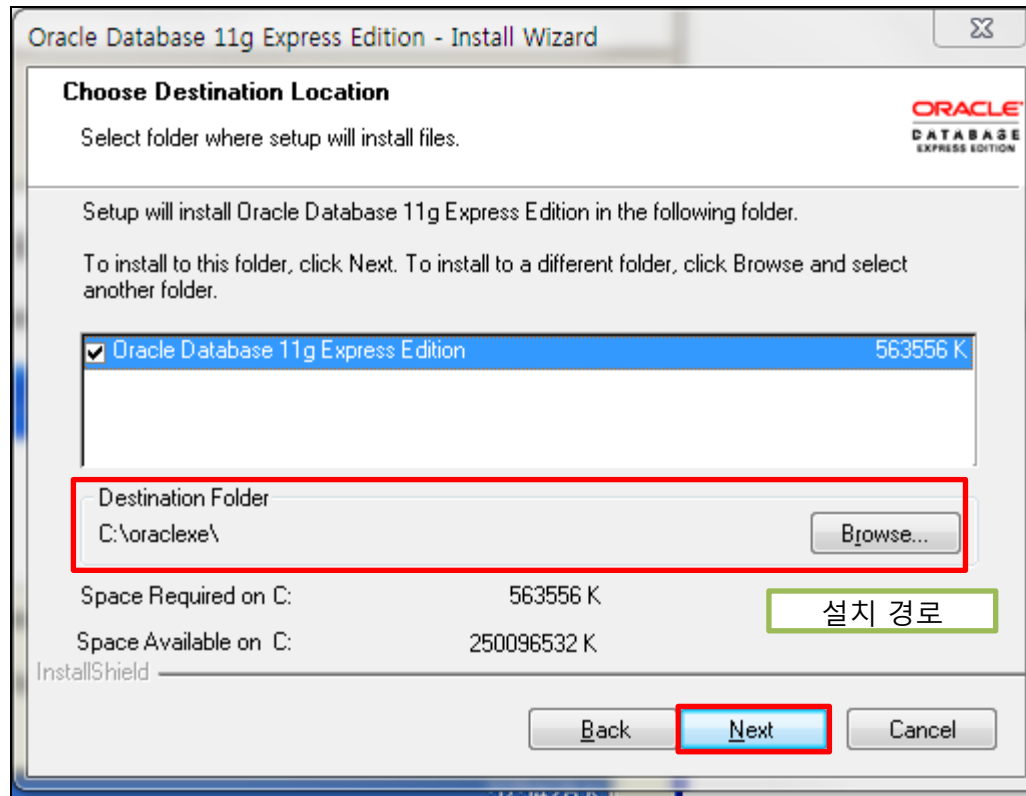 Oracle Database 11g Express Edition - Install Wizard
Choose Destination Location
Select folder where setup will install files.
ORACLE
DATABASE
EXPRESS EDITION
Setup will install Oracle Database 11g Express Edition in the following folder.
To install to this folder, click Next. To install to a different folder, click Browse and select
another folder.
Oracle Database 11g Express Edition 563556 K
Destination Folder
C:\oraclexe\
Browse...
Space Required on C: 563556 K
설치 경로
Space Available on C: 250096532 K
InstallShield
Back Next Cancel